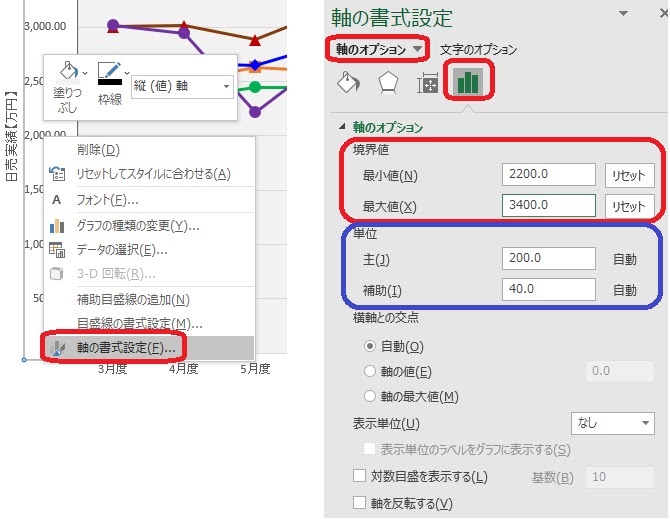 3,000.00
2,500
2,000.00
1,50
1,00
50
日売実績【万円】
塗りつぶし
枠線
縦 (値) 軸
削除(D)
リセットしてスタイルに合わせる(A)
フォント(F)...
グラフの種類の変更(Y)...
データの選択(E)...
3-D 回転(R)...
補助目盛線の追加(N)
目盛線の書式設定(M)...
軸の書式設定(F)...
3月度 4月度 5月度
軸の書式設定
軸のオプション 文字のオプション
軸のオプション
境界値
最小値(N) 2200.0 リセット
最大値(X) 3400.0 リセット
単位
主(J) 200.0 自動
補助(I) 40.0 自動
横軸との交点
自動(O)
軸の値(E) 0.0
軸の最大値(M)
表示単位(U) なし
表示単位のラベルをグラフに表示する(S)
対数目盛を表示する(L) 基数(B) 10
軸を反転する(V)